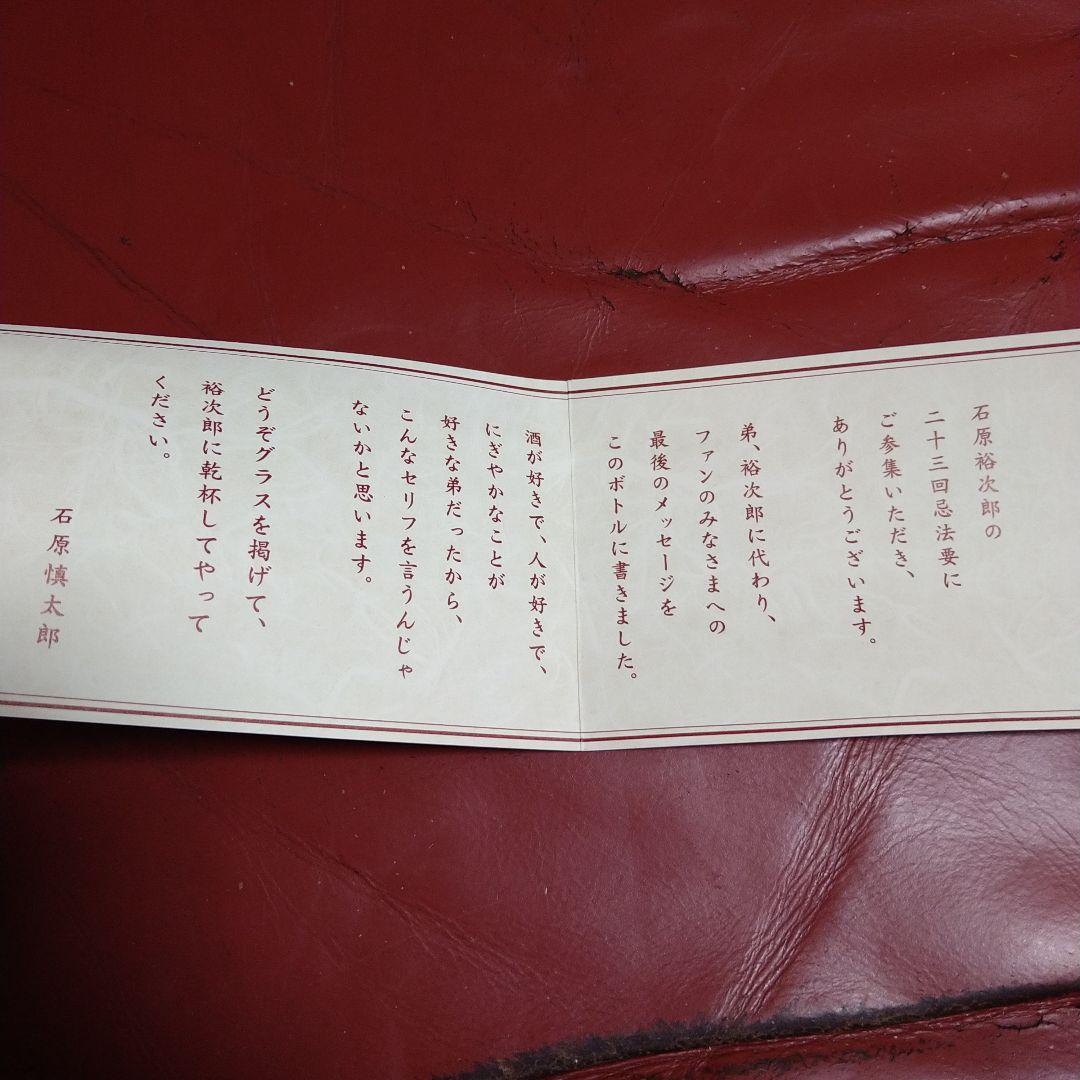 石原裕次郎の
二十三回忌法要に
ご参集いただき、
ありがとうございます。
弟、裕次郎に代わり、
ファンのみなさまへの
最後のメッセージを
このボトルに書きました。
酒が好きで、人が好きで、
にぎやかなことが
好きな弟だったから、
こんなセリフを言うんじゃ
ないかと思います。
どうぞグラスを掲げて、
裕次郎に乾杯してやって
ください。
石原慎太郎